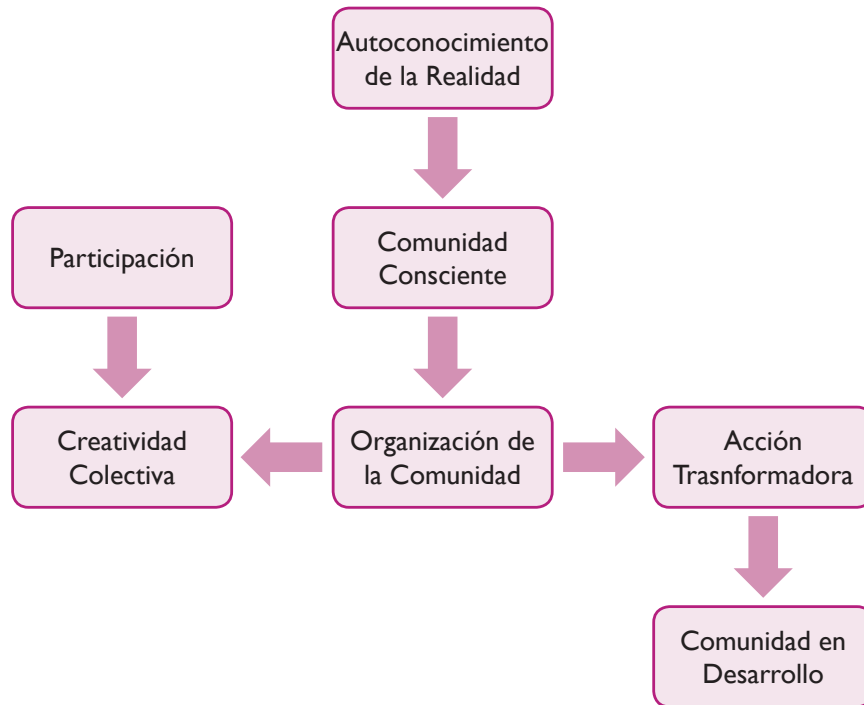 Autoconocimiento
de la Realidad
Participación
Comunidad
Consciente
Creatividad
Colectiva
Organización de
la Comunidad
Acción
Trasnformadora
Comunidad en
Desarrollo